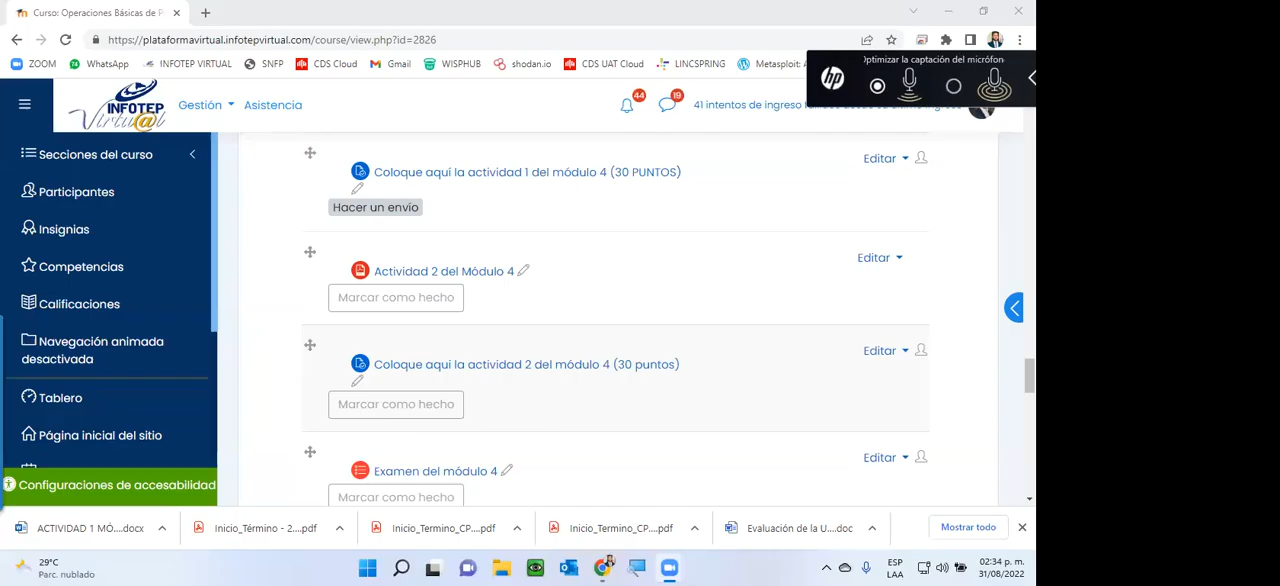 Curso: Operaciones Básicas de P
https://plataformavirtual.infotepvirtual.com/course/view.php?id=2826
ZOOM WhatsApp INFOTEP VIRTUAL SNFP CDS Cloud Gmail WISPHUB shodan.io CDS UAT Cloud LINCSPRING Metasploit:
Optimizar la captación del micrófon
hp
INFOTEP
Virtu@l
Gestión Asistencia
44
19
41 intentos de ingreso
Secciones del curso
Participantes
Insignias
Competencias
Calificaciones
Navegación animada
desactivada
Tablero
Página inicial del sitio
Configuraciones de accesabilidad
Coloque aquí la actividad 1 del módulo 4 (30 PUNTOS)
Editar
Hacer un envío
Actividad 2 del Módulo 4
Editar
Marcar como hecho
Coloque aqui la actividad 2 del módulo 4 (30 puntos)
Editar
Marcar como hecho
Examen del módulo 4
Editar
Marcar como hecho
ACTIVIDAD 1 MÓ....docx
Inicio_Término - 2....pdf
Inicio_Termino_CP....pdf
Inicio_Termino_CP....pdf
Evaluación de la U....doc
Mostrar todo
29°C
Parc. nublado
ESP
LAA
02:34 p. m.
31/08/2022